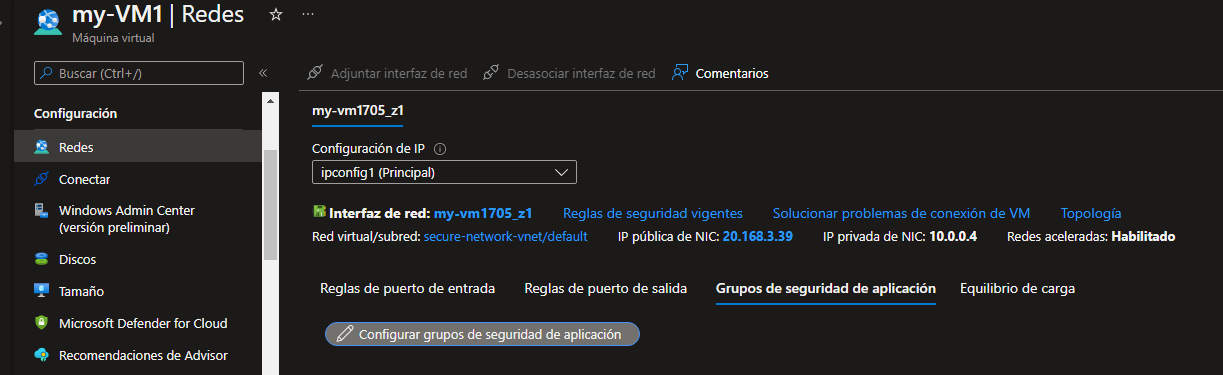 my-VM1 | Redes
Máquina virtual
Buscar (Ctrl+/)
Configuración
Redes
Conectar
Windows Admin Center
(versión preliminar)
Discos
Tamaño
Microsoft Defender for Cloud
Recomendaciones de Advisor
Adjuntar interfaz de red Desasociar interfaz de red Comentarios
my-vm1705_z1
Configuración de IP
ipconfig1 (Principal)
Interfaz de red: my-vm1705_z1 Reglas de seguridad vigentes Solucionar problemas de conexión de VM Topología
Red virtual/subred: secure-network-vnet/default IP pública de NIC: 20.168.3.39 IP privada de NIC: 10.0.0.4 Redes aceleradas: Habilitado
Reglas de puerto de entrada Reglas de puerto de salida Grupos de seguridad de aplicación Equilibrio de carga
Configurar grupos de seguridad de aplicación